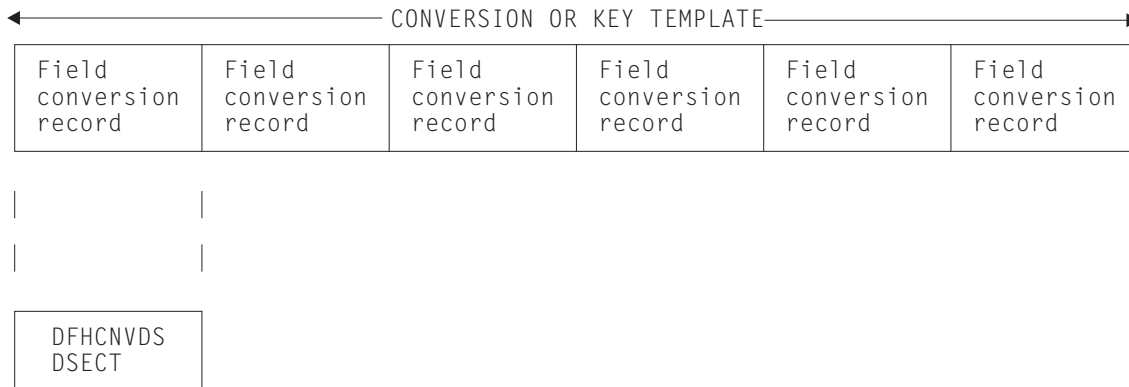 CONVERSION OR KEY TEMPLATE
Field conversion record
Field conversion record
Field conversion record
Field conversion record
Field conversion record
Field conversion record
DFHCNVDS
DSECT